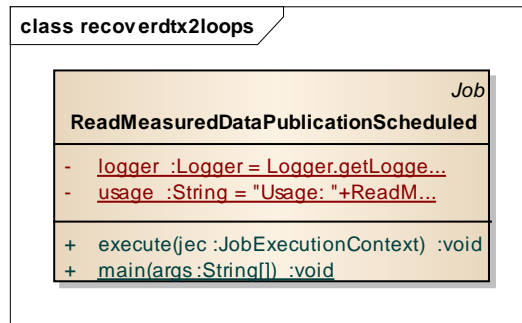 class recoverdtx2loops
Job
ReadMeasuredDataPublicationScheduled
- logger :Logger = Logger.getLogge...
- usage :String = "Usage: "+ReadM...
+ execute(jec :JobExecutionContext) :void
+ main(args :String[]) :void